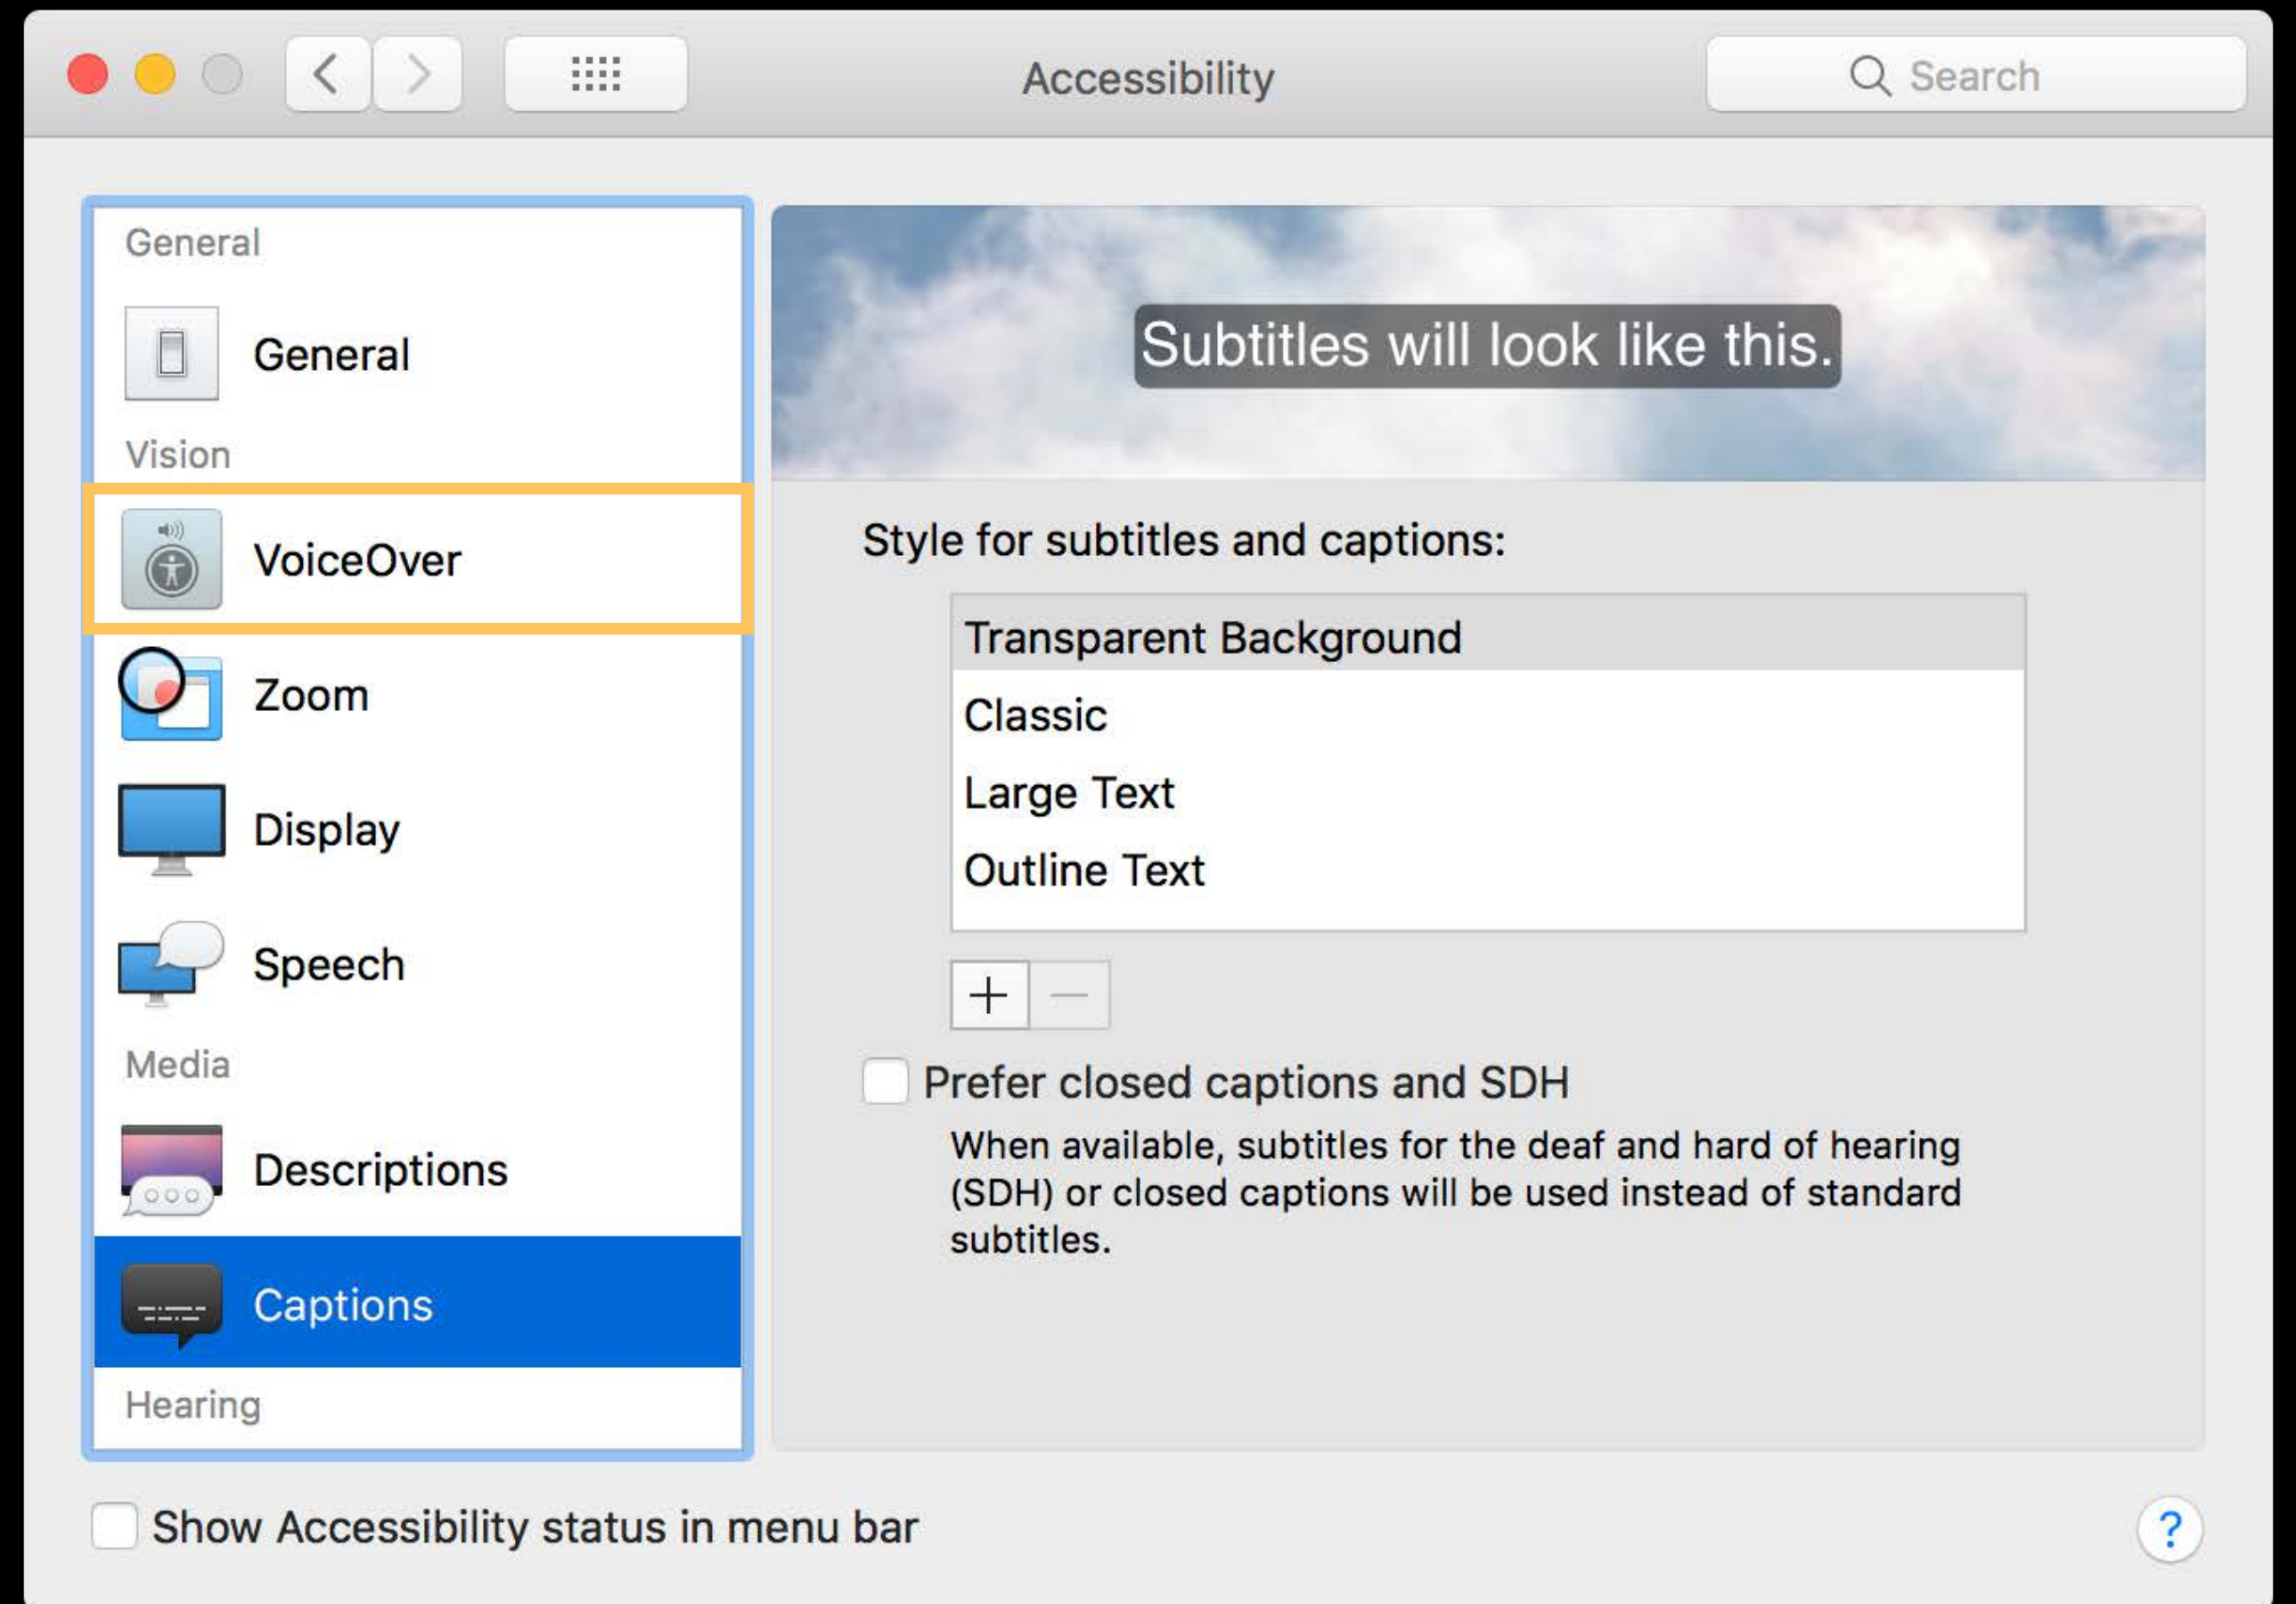 Accessibility
Search
General
General
Vision
VoiceOver
Zoom
Display
Speech
Media
Descriptions
Captions
Hearing
Subtitles will look like this.
Style for subtitles and captions:
Transparent Background
Classic
Large Text
Outline Text
Prefer closed captions and SDH
When available, subtitles for the deaf and hard of hearing
(SDH) or closed captions will be used instead of standard
subtitles.
Show Accessibility status in menu bar
?